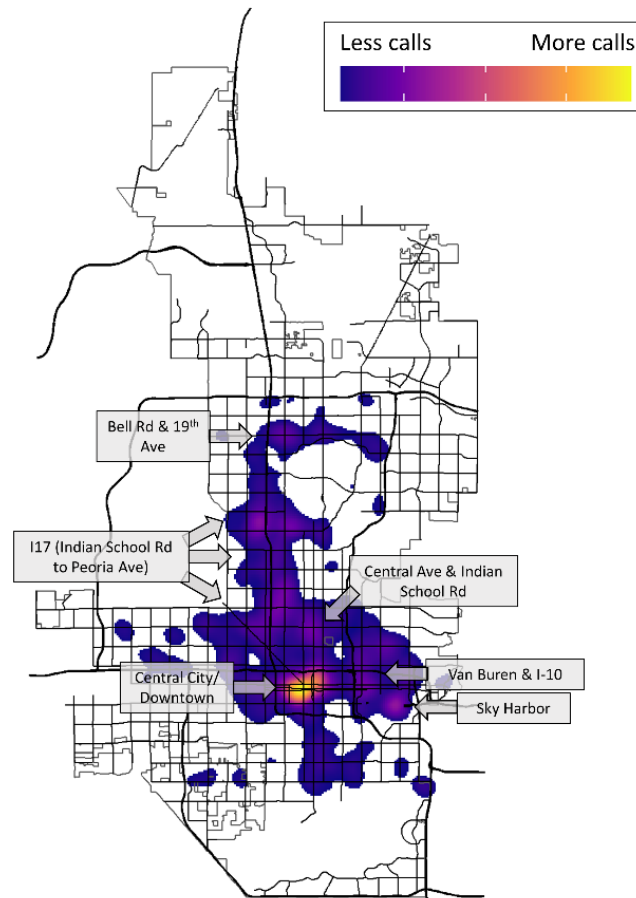 Less calls
More calls
Bell Rd & 19th
Ave
I17 (Indian School Rd
to Peoria Ave)
Central Ave & Indian
School Rd
Central City/
Downtown
Van Buren & I-10
Sky Harbor